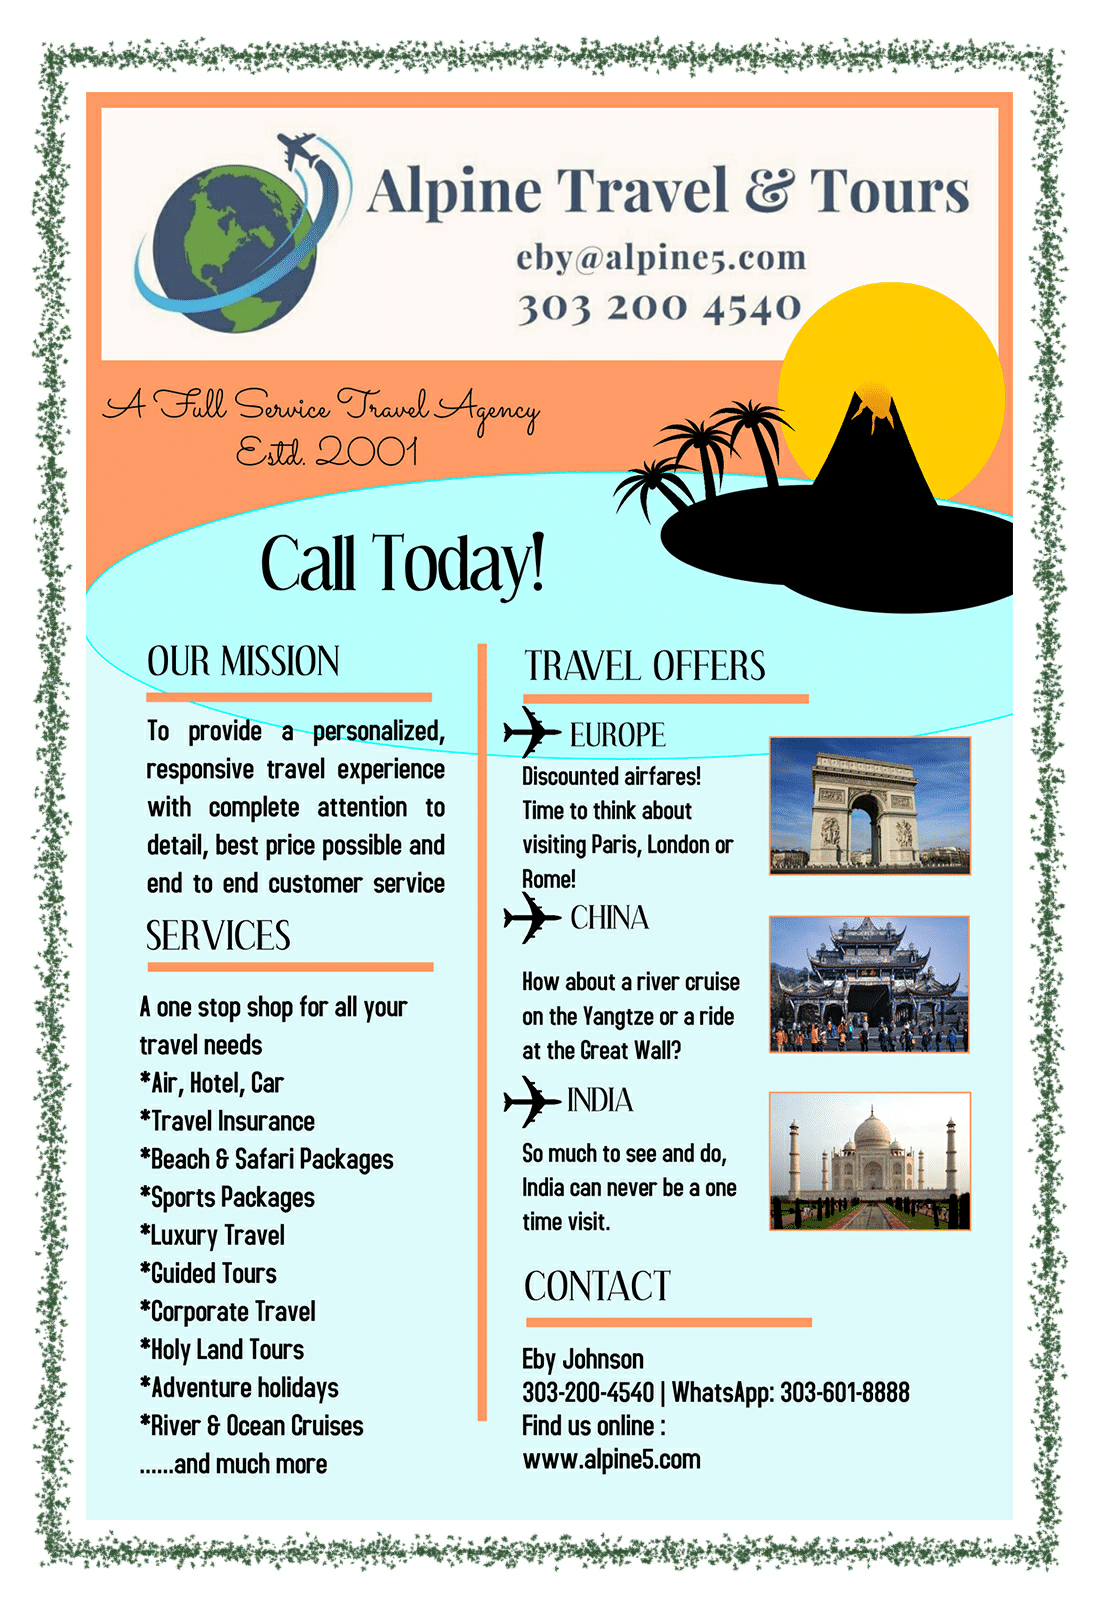 Alpine Travel & Tours
eby@alpine5.com
303 200 4540
A Full Service Travel Agency
Estd. 2001
Call Today!
OUR MISSION
To provide a personalized,
responsive travel experience
with complete attention to
detail, best price possible and
end to end customer service
SERVICES
A one stop shop for all your
travel needs
*Air, Hotel, Car
*Travel Insurance
*Beach & Safari Packages
*Sports Packages
*Luxury Travel
*Guided Tours
*Corporate Travel
*Holy Land Tours
*Adventure holidays
*River & Ocean Cruises
......and much more
TRAVEL OFFERS
EUROPE
Discounted airfares!
Time to think about
visiting Paris, London or
Rome!
CHINA
How about a river cruise
on the Yangtze or a ride
at the Great Wall?
INDIA
So much to see and do,
India can never be a one
time visit.
CONTACT
Eby Johnson
303-200-4540 | WhatsApp: 303-601-8888
Find us online :
www.alpine5.com